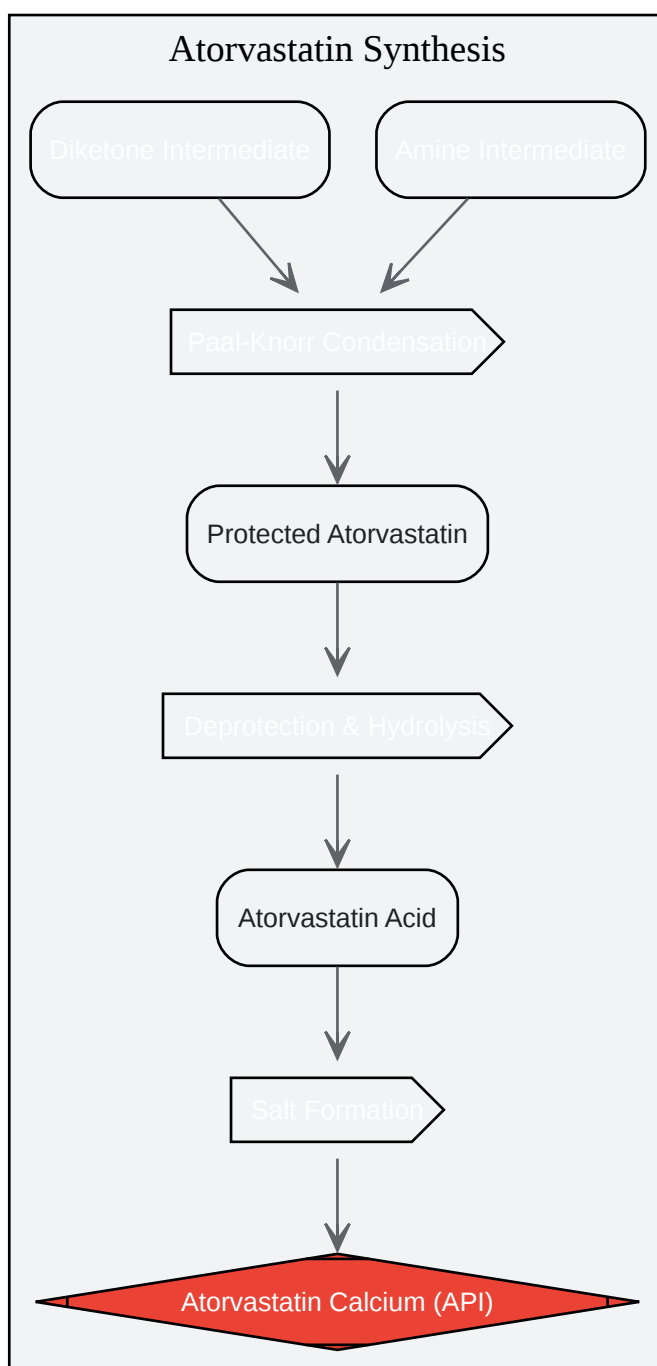 Atorvastatin Synthesis
Diketone Intermediate
Amine Intermediate
Paal-Knorr Condensation
Protected Atorvastatin
Deprotection & Hydrolysis
Atorvastatin Acid
Salt Formation
Atorvastatin Calcium (API)